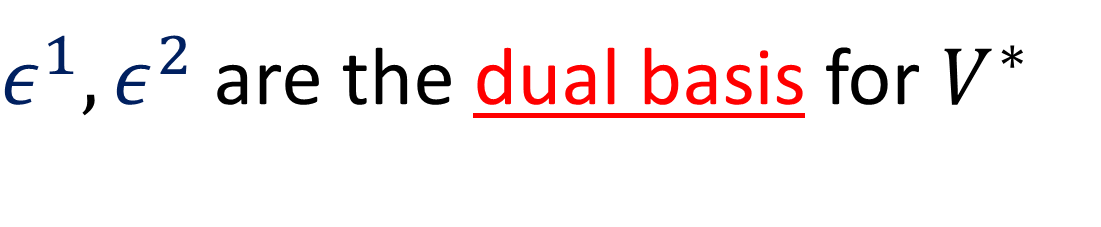 ϵ¹, ϵ² are the dual basis for V*